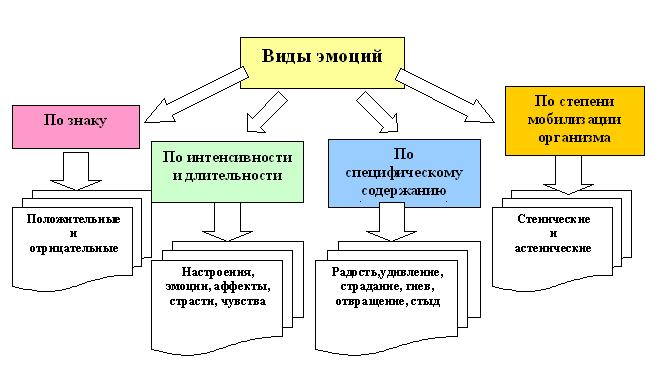 Виды эмоций
По знаку
По интенсивности
и длительности
По
специфическому
содержанию
По степени
мобилизации
организма
Положительные
и
отрицательные
Настроения,
эмоции, аффекты,
страсти, чувства
Радость,удивление,
страдание, гнев,
отвращение, стыд
Стенические
и
астенические